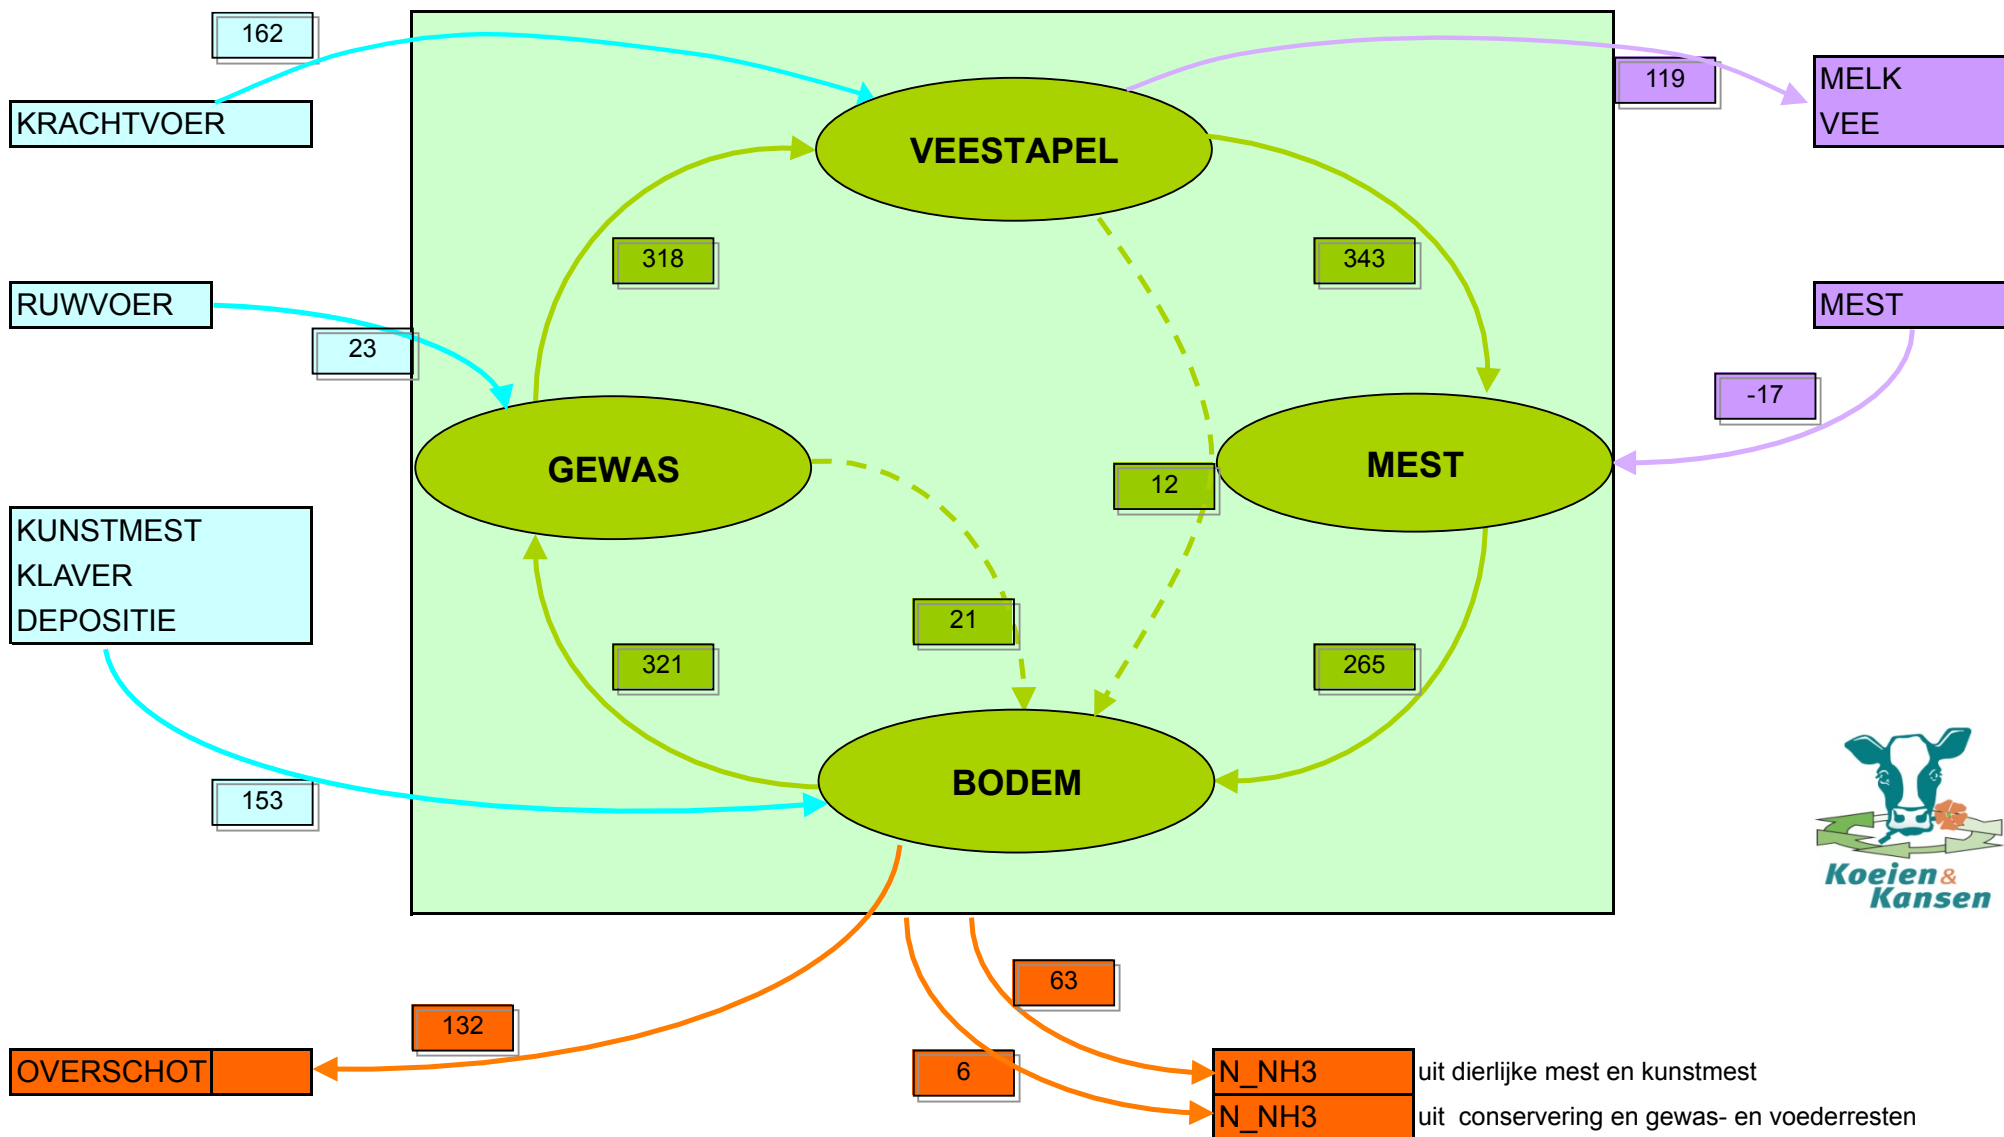 162
KRACHTVOER
VEESTAPEL
119
MELK
VEE
318
343
RUWVOER
23
MEST
-17
GEWAS
12
MEST
KUNSTMEST
KLAVER
DEPOSITIE
21
321
265
153
BODEM
Koeien &
Kansen
63
132
6
OVERSCHOT
N_NH3 uit dierlijke mest en kunstmest
N_NH3 uit conservering en gewas- en voederresten